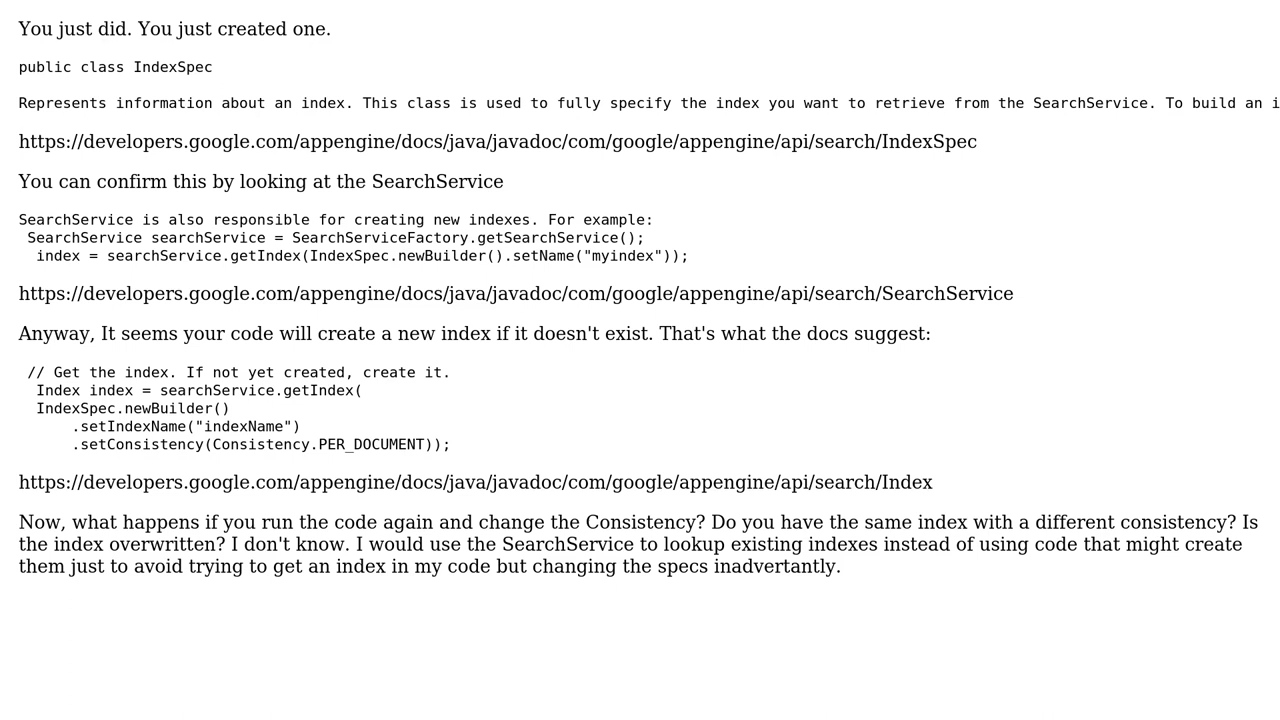 You just did. You just created one.
public class IndexSpec
Represents information about an index. This class is used to fully specify the index you want to retrieve from the SearchService. To build an i
https://developers.google.com/appengine/docs/java/javadoc/com/google/appengine/api/search/IndexSpec
You can confirm this by looking at the SearchService
SearchService is also responsible for creating new indexes. For example:
 SearchService searchService = SearchServiceFactory.getSearchService();
  index = searchService.getIndex(IndexSpec.newBuilder().setName("myindex"));
https://developers.google.com/appengine/docs/java/javadoc/com/google/appengine/api/search/SearchService
Anyway, It seems your code will create a new index if it doesn't exist. That's what the docs suggest:
 // Get the index. If not yet created, create it.
  Index index = searchService.getIndex(
  IndexSpec.newBuilder()
      .setIndexName("indexName")
      .setConsistency(Consistency.PER_DOCUMENT));
https://developers.google.com/appengine/docs/java/javadoc/com/google/appengine/api/search/Index
Now, what happens if you run the code again and change the Consistency? Do you have the same index with a different consistency? Is
the index overwritten? I don't know. I would use the SearchService to lookup existing indexes instead of using code that might create
them just to avoid trying to get an index in my code but changing the specs inadvertantly.